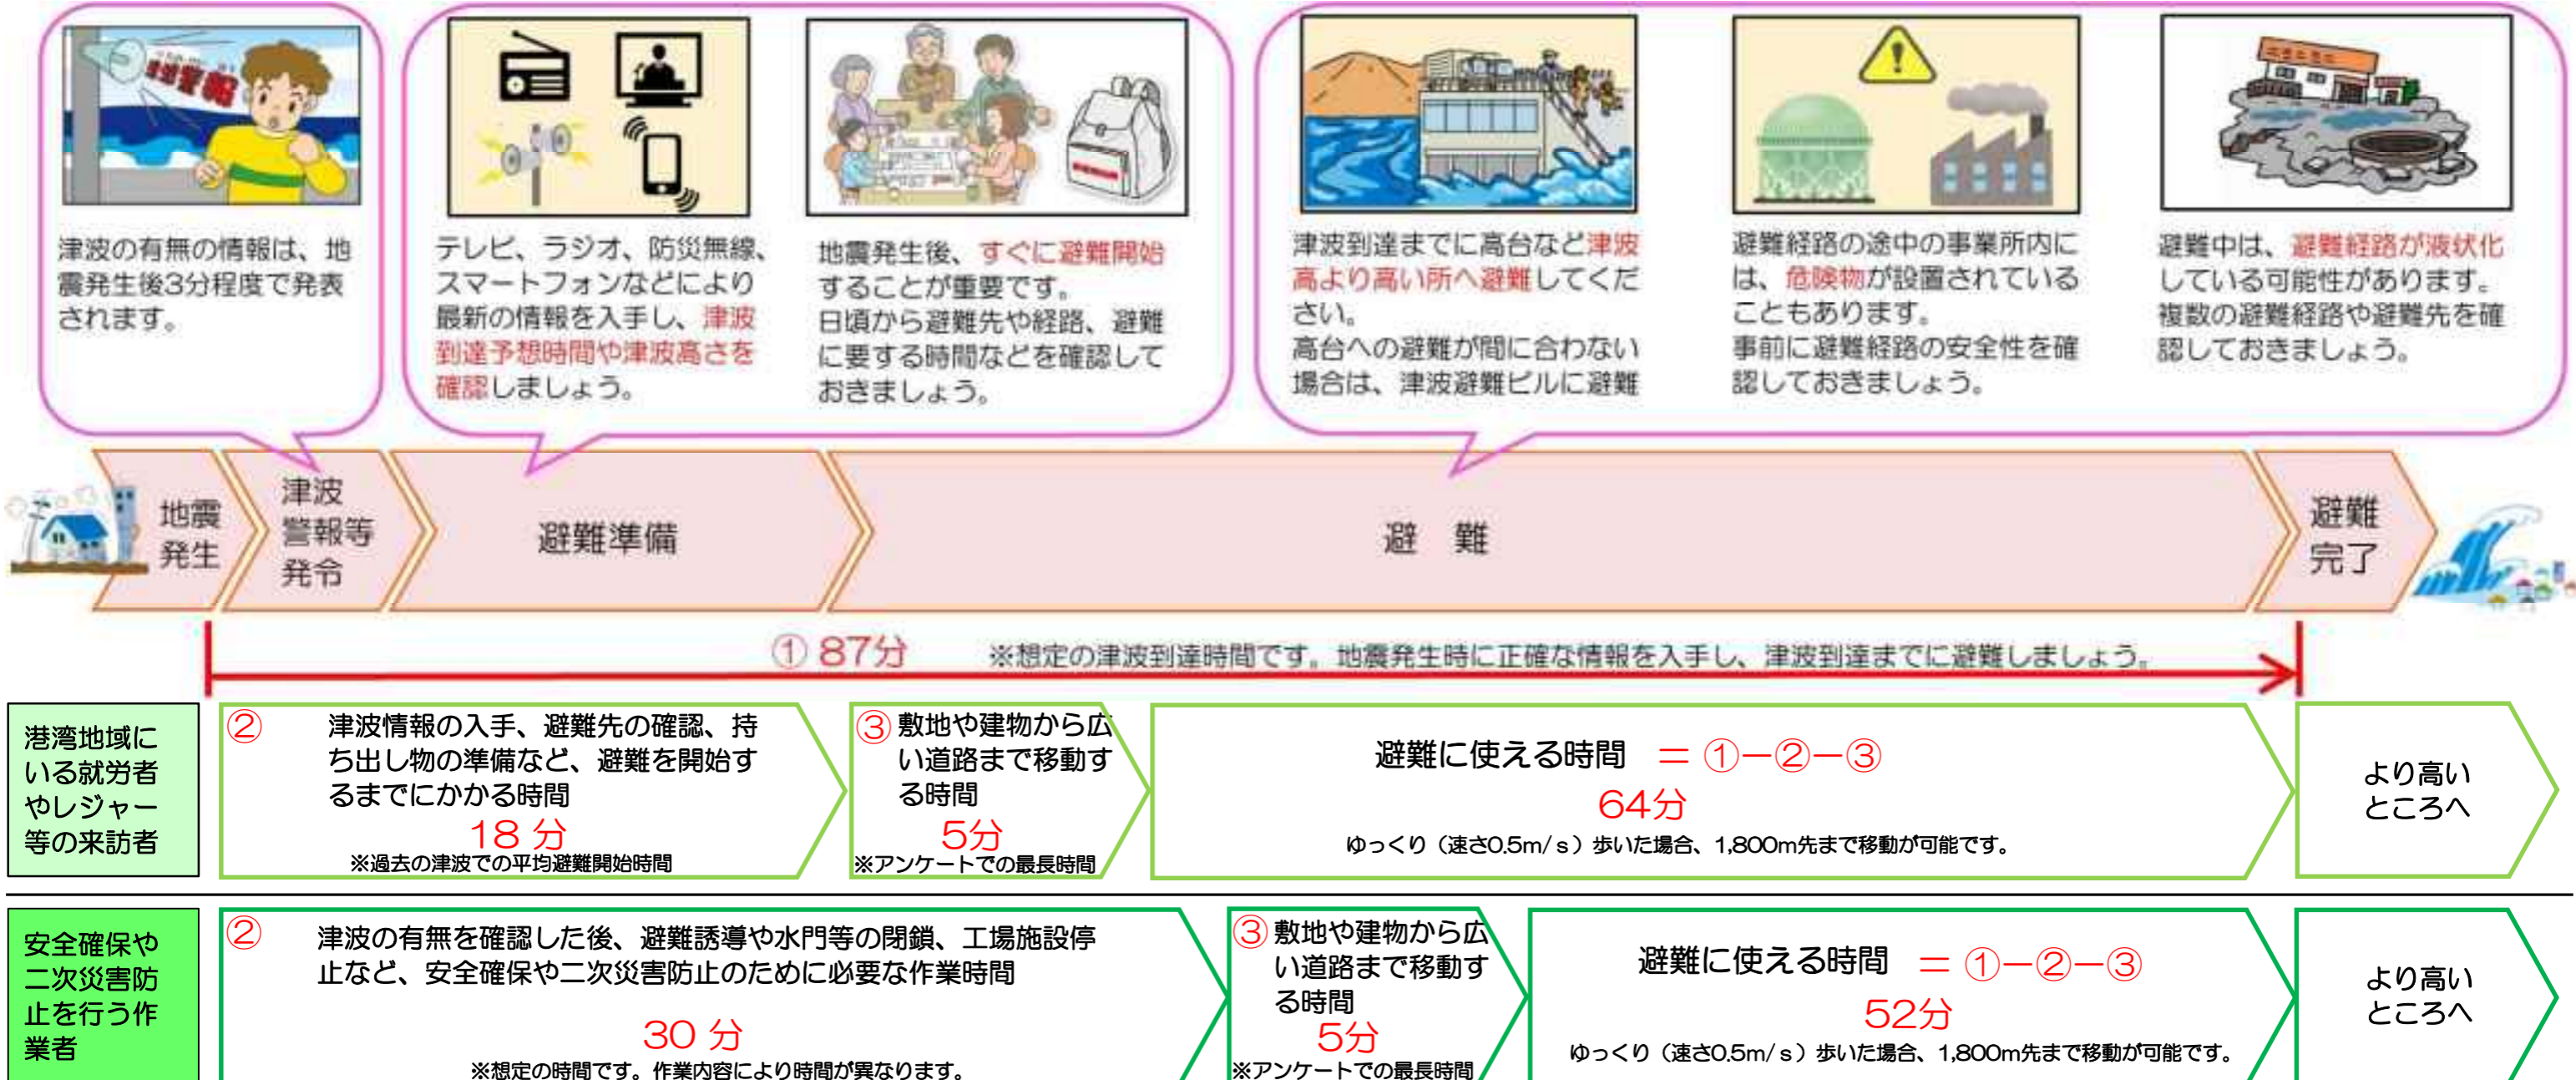 津波の有無の情報は、地
震発生後3分程度で発表
されます。
テレビ、ラジオ、防災無線、
スマートフォンなどにより
最新の情報を入手し、津波
到達予想時間や津波高さを
確認しましょう。
地震発生後、すぐに避難開始
することが重要です。
日頃から避難先や経路、避難
に要する時間などを確認して
おきましょう。
津波到達までに高台など津波
高より高い所へ避難してくだ
さい。
高台への避難が間に合わない
場合は、津波避難ビルに避難
避難経路の途中の事業所内に
は、危険物が設置されている
こともあります。
事前に避難経路の安全性を確
認しておきましょう。
避難中は、避難経路が液状化
している可能性があります。
複数の避難経路や避難先を確
認しておきましょう。
地震
発生
津波
警報等
発令
避難準備
避 難
避難
完了
① 87分 ※想定の津波到達時間です。地震発生時に正確な情報を入手し、津波到達までに避難しましょう。
港湾地域に
いる就労者
やレジャー
等の来訪者
② 津波情報の入手、避難先の確認、持
ち出し物の準備など、避難を開始す
るまでにかかる時間
18 分
※過去の津波での平均避難開始時間
③ 敷地や建物から広
い道路まで移動す
る時間
5分
※アンケートでの最長時間
避難に使える時間 = ①-②-③
64分
ゆっくり（速さ0.5m/s）歩いた場合、1,800m先まで移動が可能です。
より高い
ところへ
安全確保や
二次災害防
止を行う作
業者
② 津波の有無を確認した後、避難誘導や水門等の閉鎖、工場施設停
止など、安全確保や二次災害防止のために必要な作業時間
30 分
※想定の時間です。作業内容により時間が異なります。
③ 敷地や建物から広
い道路まで移動す
る時間
5分
※アンケートでの最長時間
避難に使える時間 = ①-②-③
52分
ゆっくり（速さ0.5m/s）歩いた場合、1,800m先まで移動が可能です。
より高い
ところへ